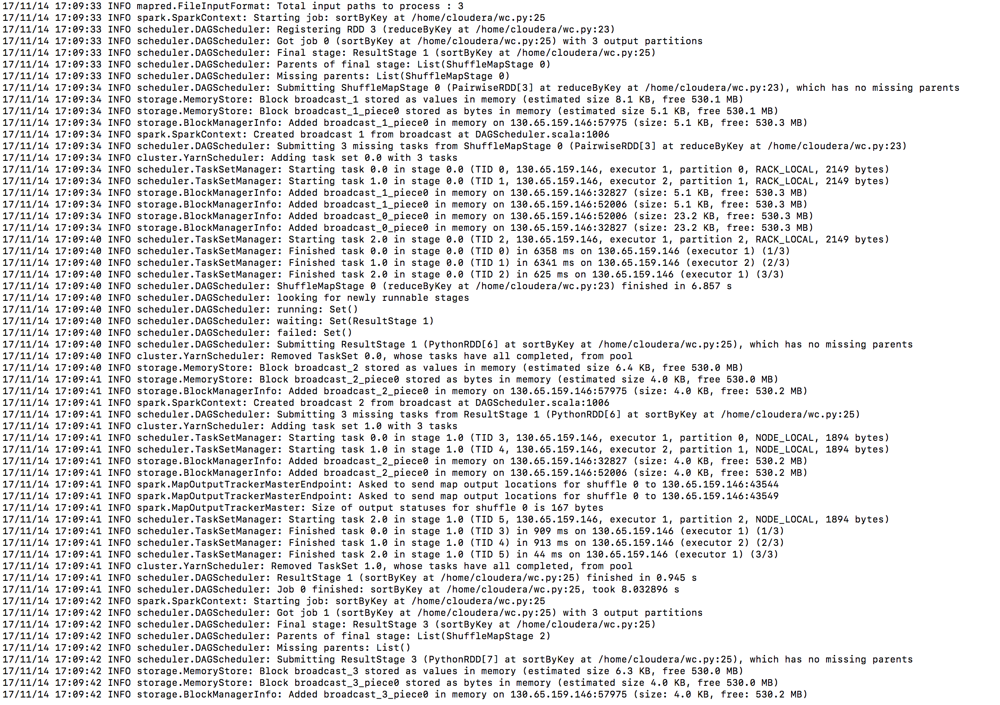 17/11/14 17:09:33 INFO mapred.FileInputFormat: Total input paths to process : 3
17/11/14 17:09:33 INFO spark.SparkContext: Starting job: sortByKey at /home/cloudera/wc.py:25
17/11/14 17:09:33 INFO scheduler.DAGScheduler: Registering RDD 3 (reduceByKey at /home/cloudera/wc.py:23)
17/11/14 17:09:33 INFO scheduler.DAGScheduler: Got job 0 (sortByKey at /home/cloudera/wc.py:25) with 3 output partitions
17/11/14 17:09:33 INFO scheduler.DAGScheduler: Final stage: ResultStage 1 (sortByKey at /home/cloudera/wc.py:25)
17/11/14 17:09:33 INFO scheduler.DAGScheduler: Parents of final stage: List(ShuffleMapStage 0)
17/11/14 17:09:33 INFO scheduler.DAGScheduler: Missing parents: List(ShuffleMapStage 0)
17/11/14 17:09:34 INFO scheduler.DAGScheduler: Submitting ShuffleMapStage 0 (PairwiseRDD[3] at reduceByKey at /home/cloudera/wc.py:23), which has no missing parents
17/11/14 17:09:34 INFO storage.MemoryStore: Block broadcast_1 stored as values in memory (estimated size 8.1 KB, free 530.1 MB)
17/11/14 17:09:34 INFO storage.MemoryStore: Block broadcast_1_piece0 stored as bytes in memory (estimated size 5.1 KB, free 530.1 MB)
17/11/14 17:09:34 INFO storage.BlockManagerInfo: Added broadcast_1_piece0 in memory on 130.65.159.146:57975 (size: 5.1 KB, free: 530.3 MB)
17/11/14 17:09:34 INFO spark.SparkContext: Created broadcast 1 from broadcast at DAGScheduler.scala:1006
17/11/14 17:09:34 INFO scheduler.DAGScheduler: Submitting 3 missing tasks from ShuffleMapStage 0 (PairwiseRDD[3] at reduceByKey at /home/cloudera/wc.py:23)
17/11/14 17:09:34 INFO cluster.YarnScheduler: Adding task set 0.0 with 3 tasks
17/11/14 17:09:34 INFO scheduler.TaskSetManager: Starting task 0.0 in stage 0.0 (TID 0, 130.65.159.146, executor 1, partition 0, RACK_LOCAL, 2149 bytes)
17/11/14 17:09:34 INFO scheduler.TaskSetManager: Starting task 1.0 in stage 0.0 (TID 1, 130.65.159.146, executor 2, partition 1, RACK_LOCAL, 2149 bytes)
17/11/14 17:09:34 INFO storage.BlockManagerInfo: Added broadcast_1_piece0 in memory on 130.65.159.146:32827 (size: 5.1 KB, free: 530.3 MB)
17/11/14 17:09:34 INFO storage.BlockManagerInfo: Added broadcast_1_piece0 in memory on 130.65.159.146:52006 (size: 5.1 KB, free: 530.3 MB)
17/11/14 17:09:34 INFO storage.BlockManagerInfo: Added broadcast_0_piece0 in memory on 130.65.159.146:52006 (size: 23.2 KB, free: 530.3 MB)
17/11/14 17:09:34 INFO storage.BlockManagerInfo: Added broadcast_0_piece0 in memory on 130.65.159.146:32827 (size: 23.2 KB, free: 530.3 MB)
17/11/14 17:09:40 INFO scheduler.TaskSetManager: Starting task 2.0 in stage 0.0 (TID 2, 130.65.159.146, executor 1, partition 2, RACK_LOCAL, 2149 bytes)
17/11/14 17:09:40 INFO scheduler.TaskSetManager: Finished task 0.0 in stage 0.0 (TID 0) in 6358 ms on 130.65.159.146 (executor 1) (1/3)
17/11/14 17:09:40 INFO scheduler.TaskSetManager: Finished task 1.0 in stage 0.0 (TID 1) in 6341 ms on 130.65.159.146 (executor 2) (2/3)
17/11/14 17:09:40 INFO scheduler.TaskSetManager: Finished task 2.0 in stage 0.0 (TID 2) in 625 ms on 130.65.159.146 (executor 1) (3/3)
17/11/14 17:09:40 INFO scheduler.DAGScheduler: ShuffleMapStage 0 (reduceByKey at /home/cloudera/wc.py:23) finished in 6.857 s
17/11/14 17:09:40 INFO scheduler.DAGScheduler: looking for newly runnable stages
17/11/14 17:09:40 INFO scheduler.DAGScheduler: running: Set()
17/11/14 17:09:40 INFO scheduler.DAGScheduler: waiting: Set(ResultStage 1)
17/11/14 17:09:40 INFO scheduler.DAGScheduler: failed: Set()
17/11/14 17:09:40 INFO scheduler.DAGScheduler: Submitting ResultStage 1 (PythonRDD[6] at sortByKey at /home/cloudera/wc.py:25), which has no missing parents
17/11/14 17:09:40 INFO cluster.YarnScheduler: Removed TaskSet 0.0, whose tasks have all completed, from pool
17/11/14 17:09:40 INFO storage.MemoryStore: Block broadcast_2 stored as values in memory (estimated size 6.4 KB, free 530.0 MB)
17/11/14 17:09:41 INFO storage.MemoryStore: Block broadcast_2_piece0 stored as bytes in memory (estimated size 4.0 KB, free 530.0 MB)
17/11/14 17:09:41 INFO storage.BlockManagerInfo: Added broadcast_2_piece0 in memory on 130.65.159.146:57975 (size: 4.0 KB, free: 530.2 MB)
17/11/14 17:09:41 INFO spark.SparkContext: Created broadcast 2 from broadcast at DAGScheduler.scala:1006
17/11/14 17:09:41 INFO scheduler.DAGScheduler: Submitting 3 missing tasks from ResultStage 1 (PythonRDD[6] at sortByKey at /home/cloudera/wc.py:25)
17/11/14 17:09:41 INFO cluster.YarnScheduler: Adding task set 1.0 with 3 tasks
17/11/14 17:09:41 INFO scheduler.TaskSetManager: Starting task 0.0 in stage 1.0 (TID 3, 130.65.159.146, executor 1, partition 0, NODE_LOCAL, 1894 bytes)
17/11/14 17:09:41 INFO scheduler.TaskSetManager: Starting task 1.0 in stage 1.0 (TID 4, 130.65.159.146, executor 2, partition 1, NODE_LOCAL, 1894 bytes)
17/11/14 17:09:41 INFO storage.BlockManagerInfo: Added broadcast_2_piece0 in memory on 130.65.159.146:32827 (size: 4.0 KB, free: 530.2 MB)
17/11/14 17:09:41 INFO storage.BlockManagerInfo: Added broadcast_2_piece0 in memory on 130.65.159.146:52006 (size: 4.0 KB, free: 530.2 MB)
17/11/14 17:09:41 INFO spark.MapOutputTrackerMasterEndpoint: Asked to send map output locations for shuffle 0 to 130.65.159.146:43544
17/11/14 17:09:41 INFO spark.MapOutputTrackerMasterEndpoint: Asked to send map output locations for shuffle 0 to 130.65.159.146:43549
17/11/14 17:09:41 INFO spark.MapOutputTrackerMaster: Size of output statuses for shuffle 0 is 167 bytes
17/11/14 17:09:41 INFO scheduler.TaskSetManager: Starting task 2.0 in stage 1.0 (TID 5, 130.65.159.146, executor 1, partition 2, NODE_LOCAL, 1894 bytes)
17/11/14 17:09:41 INFO scheduler.TaskSetManager: Finished task 0.0 in stage 1.0 (TID 3) in 909 ms on 130.65.159.146 (executor 1) (1/3)
17/11/14 17:09:41 INFO scheduler.TaskSetManager: Finished task 1.0 in stage 1.0 (TID 4) in 913 ms on 130.65.159.146 (executor 2) (2/3)
17/11/14 17:09:41 INFO scheduler.TaskSetManager: Finished task 2.0 in stage 1.0 (TID 5) in 44 ms on 130.65.159.146 (executor 1) (3/3)
17/11/14 17:09:41 INFO cluster.YarnScheduler: Removed TaskSet 1.0, whose tasks have all completed, from pool
17/11/14 17:09:41 INFO scheduler.DAGScheduler: ResultStage 1 (sortByKey at /home/cloudera/wc.py:25) finished in 0.945 s
17/11/14 17:09:41 INFO scheduler.DAGScheduler: Job 0 finished: sortByKey at /home/cloudera/wc.py:25, took 8.032896 s
17/11/14 17:09:42 INFO spark.SparkContext: Starting job: sortByKey at /home/cloudera/wc.py:25
17/11/14 17:09:42 INFO scheduler.DAGScheduler: Got job 1 (sortByKey at /home/cloudera/wc.py:25) with 3 output partitions
17/11/14 17:09:42 INFO scheduler.DAGScheduler: Final stage: ResultStage 3 (sortByKey at /home/cloudera/wc.py:25)
17/11/14 17:09:42 INFO scheduler.DAGScheduler: Parents of final stage: List(ShuffleMapStage 2)
17/11/14 17:09:42 INFO scheduler.DAGScheduler: Missing parents: List()
17/11/14 17:09:42 INFO scheduler.DAGScheduler: Submitting ResultStage 3 (PythonRDD[7] at sortByKey at /home/cloudera/wc.py:25), which has no missing parents
17/11/14 17:09:42 INFO storage.MemoryStore: Block broadcast_3 stored as values in memory (estimated size 6.3 KB, free 530.0 MB)
17/11/14 17:09:42 INFO storage.MemoryStore: Block broadcast_3_piece0 stored as bytes in memory (estimated size 4.0 KB, free 530.0 MB)
17/11/14 17:09:42 INFO storage.BlockManagerInfo: Added broadcast_3_piece0 in memory on 130.65.159.146:57975 (size: 4.0 KB, free: 530.2 MB)